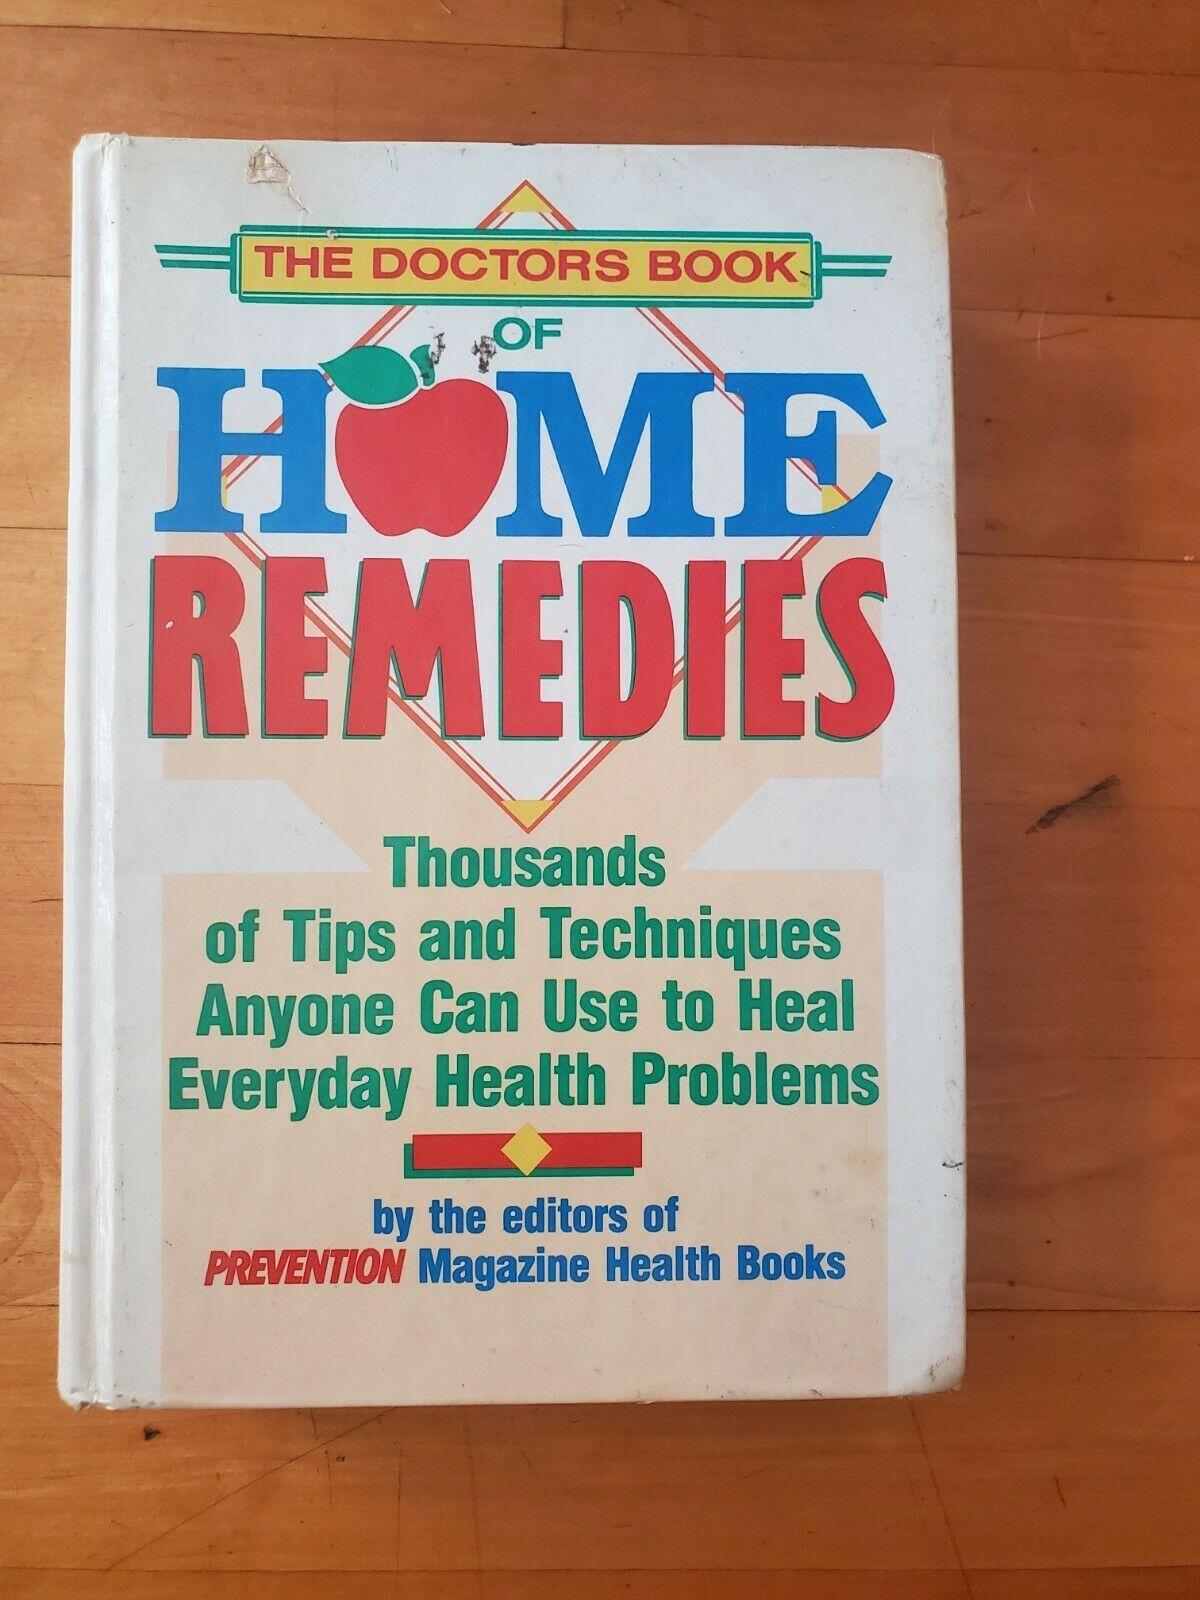 THE DOCTORS BOOK
OF
HOME
REMEDIES
Thousands
of Tips and Techniques
Anyone Can Use to Heal
Everyday Health Problems
by the editors of
PREVENTION Magazine Health Books